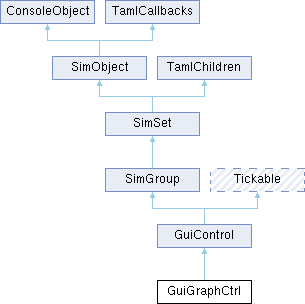 ConsoleObject TamlCallbacks
SimObject TamlChildren
SimSet
SimGroup Tickable
GuiControl
GuiGraphCtrl